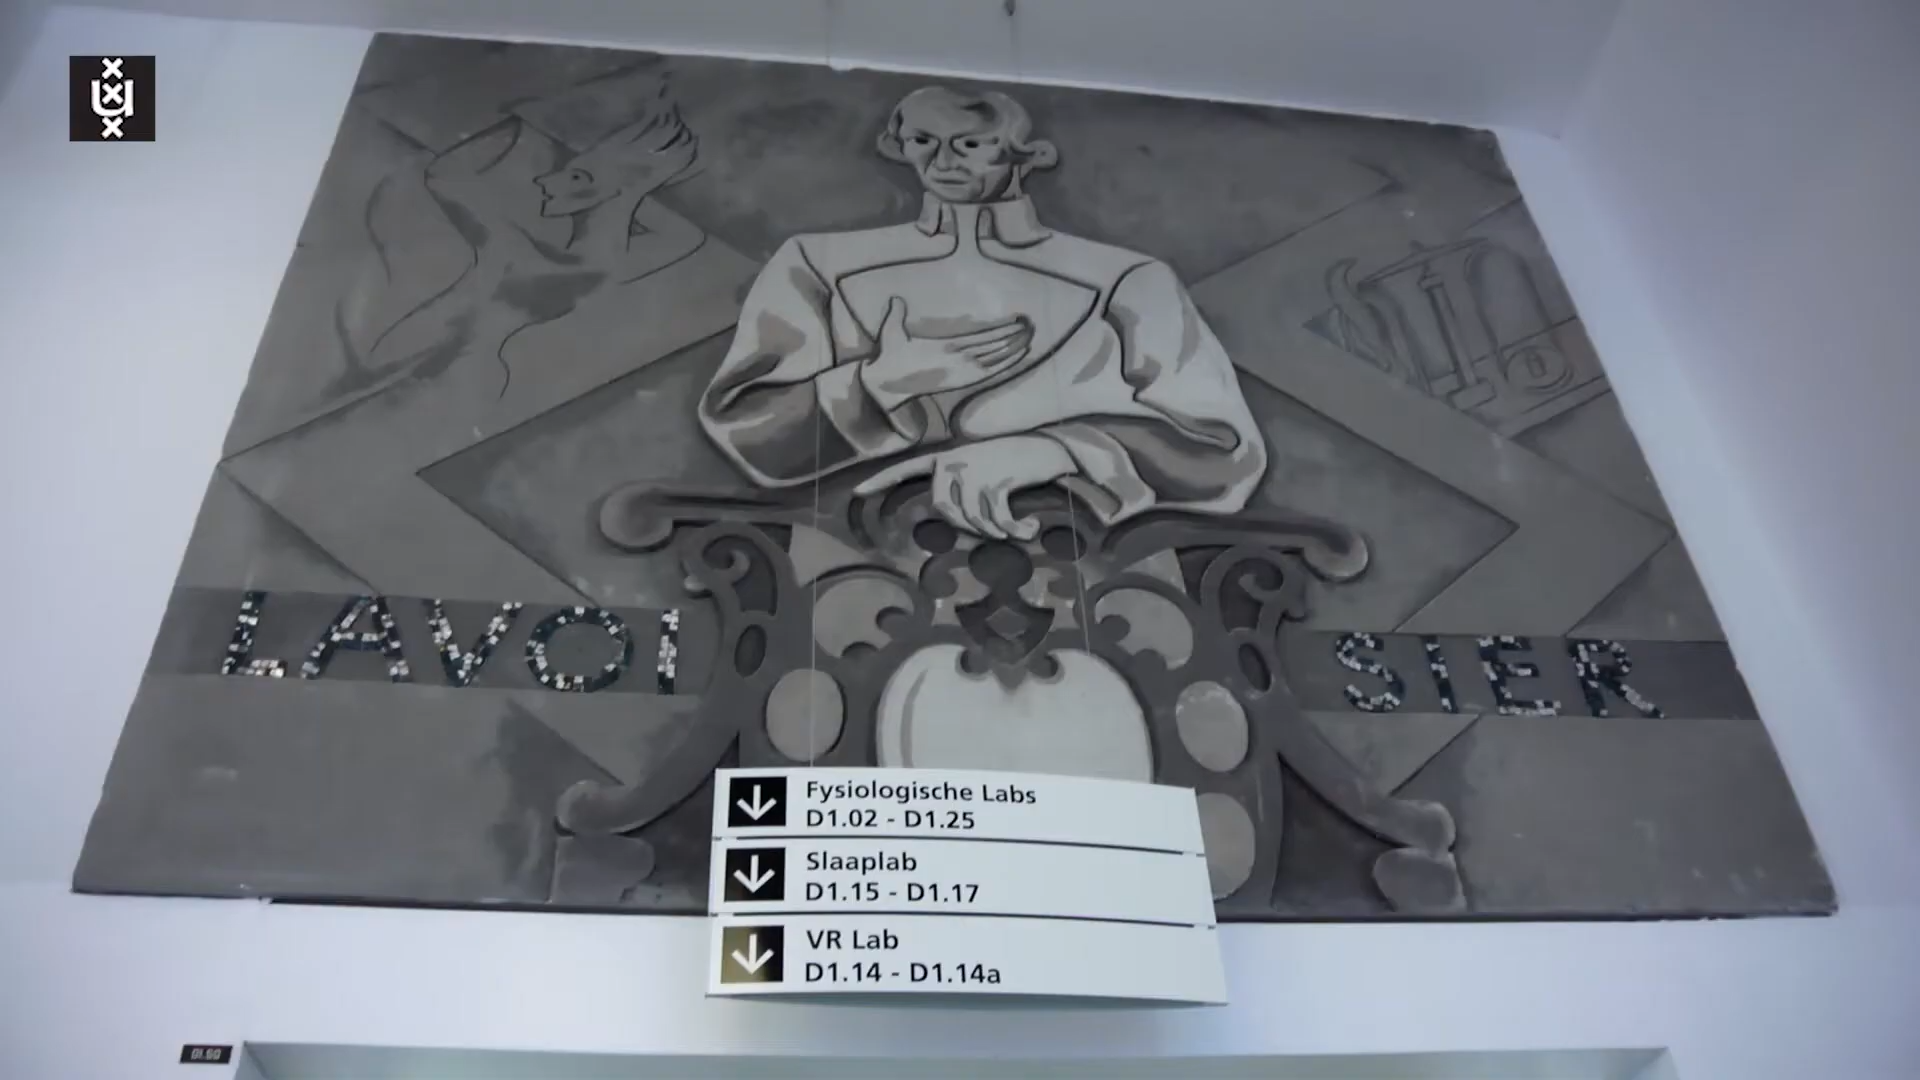 LAVOI SIER
Fysiologische Labs
D1.02 - D1.25
Slaaplab
D1.15 - D1.17
VR Lab
D1.14 - D1.14a